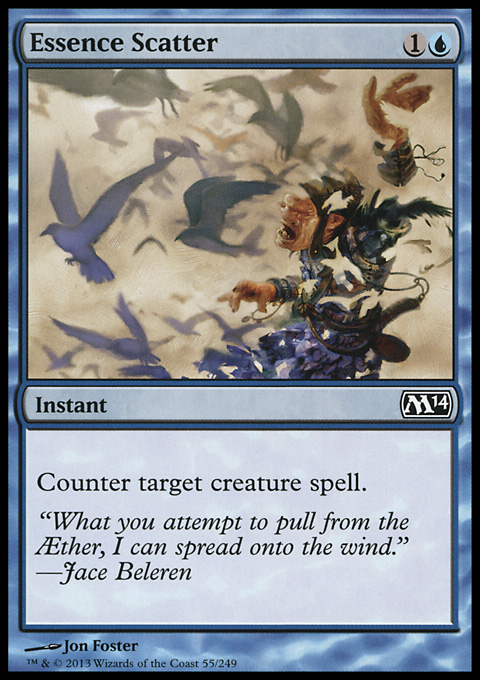 Essence Scatter 1
Instant M14
Counter target creature spell.
“What you attempt to pull from the
Æther, I can spread onto the wind.”
—Jace Beleren
Jon Foster
™ & © 2013 Wizards of the Coast 55/249